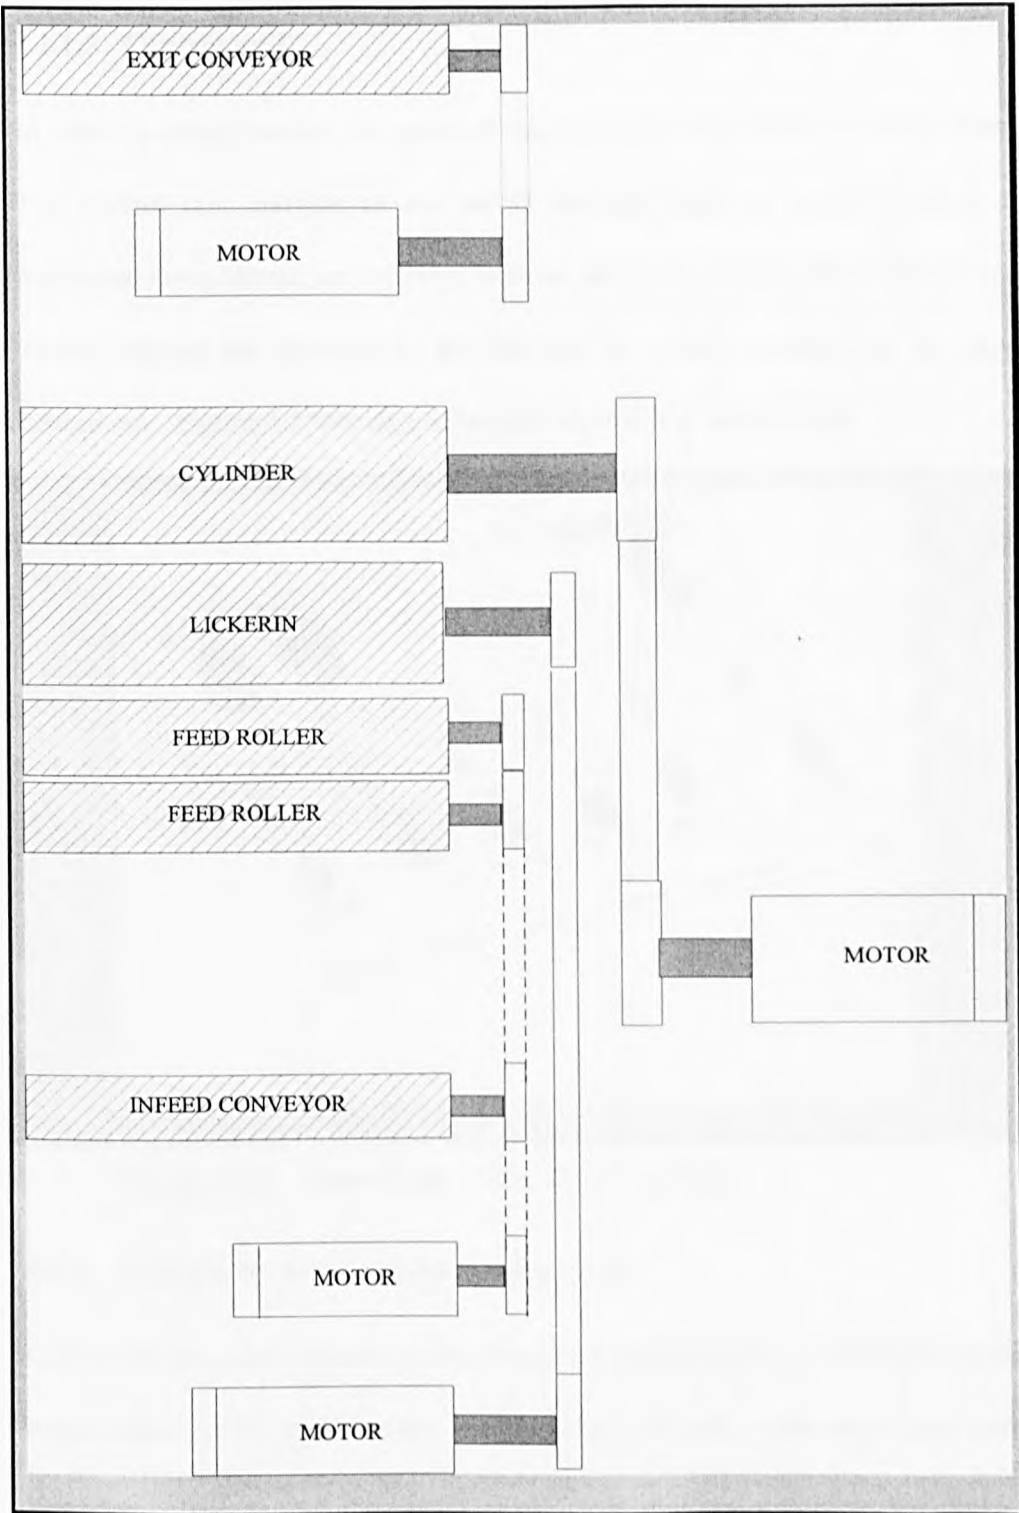 EXIT CONVEYOR
MOTOR
CYLINDER
LICKERIN
FEED ROLLER
FEED ROLLER
MOTOR
INFEED CONVEYOR
MOTOR
MOTOR